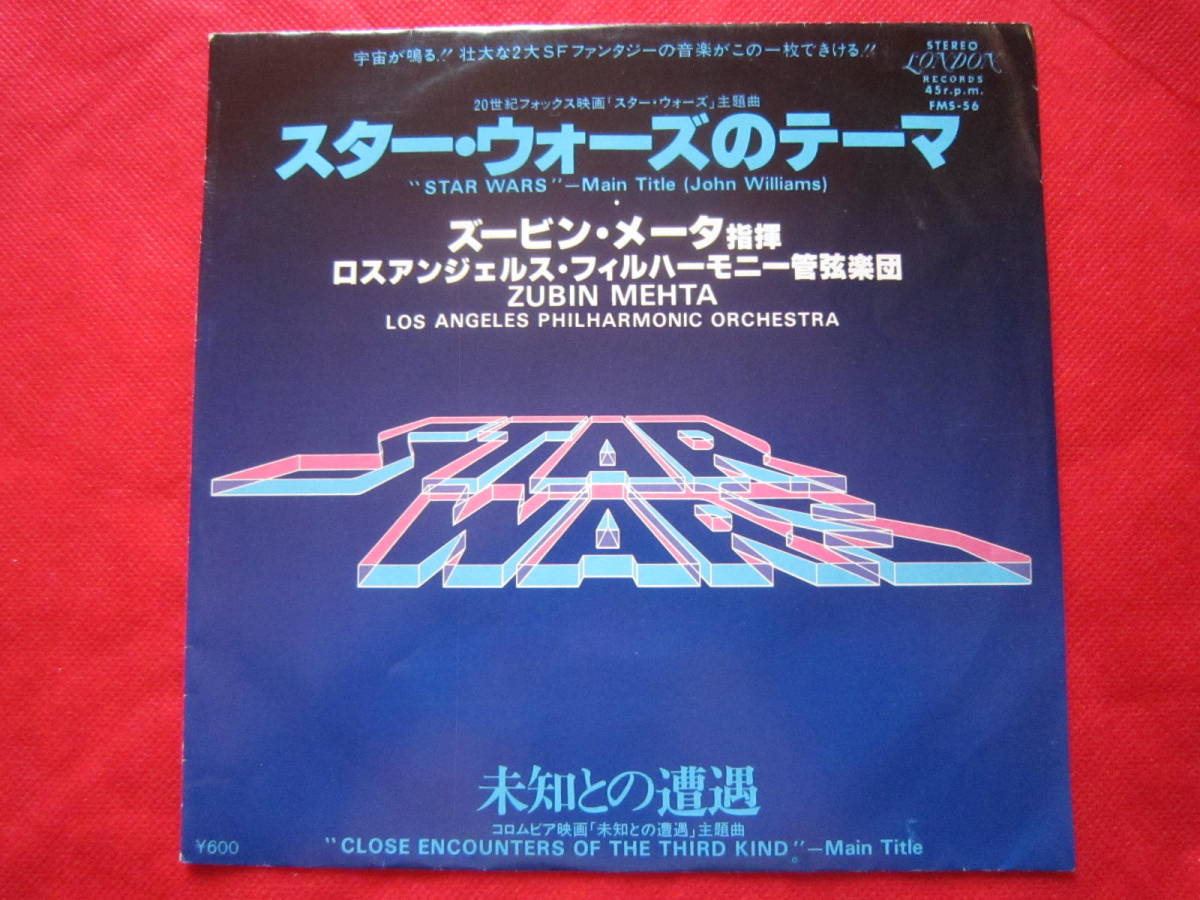 宇宙が鳴る!! 壮大な2大SFファンタジーの音楽がこの一枚できける!!
STEREO
LONDON
RECORDS
45r.p.m.
FMS-56
20世紀フォックス映画「スター・ウォーズ」主題曲
スター・ウォーズのテーマ
"STAR WARS"—Main Title (John Williams)
ズービン・メータ指揮
ロスアンジェルス・フィルハーモニー管弦楽団
ZUBIN MEHTA
LOS ANGELES PHILHARMONIC ORCHESTRA
STAR
WARS
未知との遭遇
コロムビア映画「未知との遭遇」主題曲
"CLOSE ENCOUNTERS OF THE THIRD KIND"—Main Title
¥600